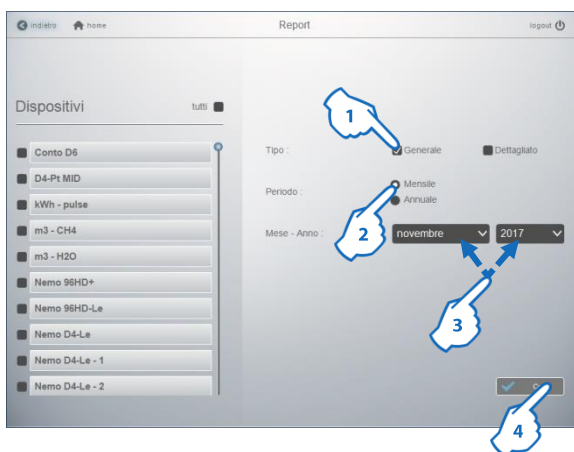 indietro home Report logout
Dispositivi tutti
Conto D6
D4-Pt MID
kWh - pulse
m3 - CH4
m3 - H2O
Nemo 96HD+
Nemo 96HD-Le
Nemo D4-Le
Nemo D4-Le - 1
Nemo D4-Le - 2
Tipo : Generale Dettagliato
Periodo : Mensile
Annuale
Mese - Anno : novembre 2017
1
2
3
4